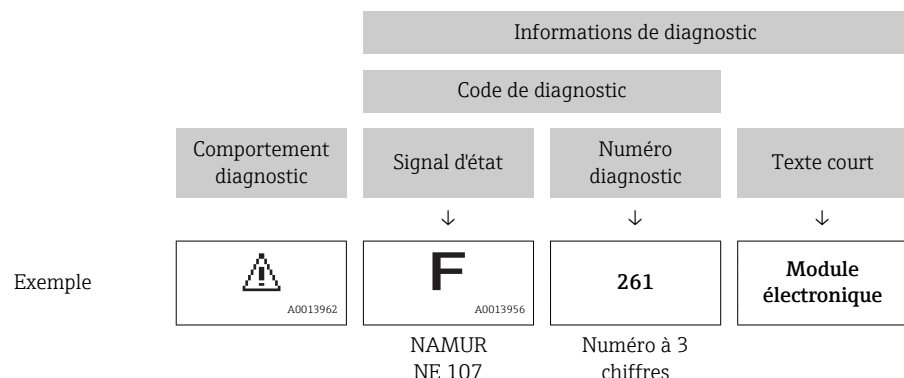 Informations de diagnostic
Code de diagnostic
Comportement
diagnostic
Signal d'état
Numéro
diagnostic
Texte court
↓
↓
↓
Exemple
A0013962
F
A0013956
261
Module
électronique
NAMUR
NE 107
Numéro à 3
chiffres